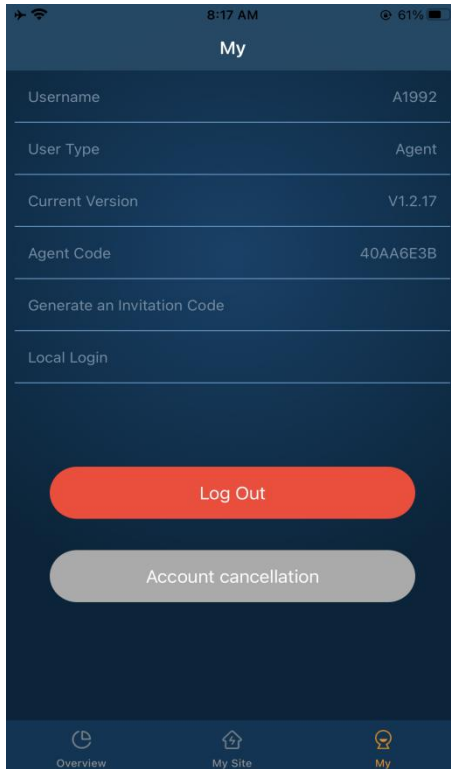 8:17 AM
61%
My
Username A1992
User Type Agent
Current Version V1.2.17
Agent Code 40AA6E3B
Generate an Invitation Code
Local Login
Log Out
Account cancellation
Overview My Site My